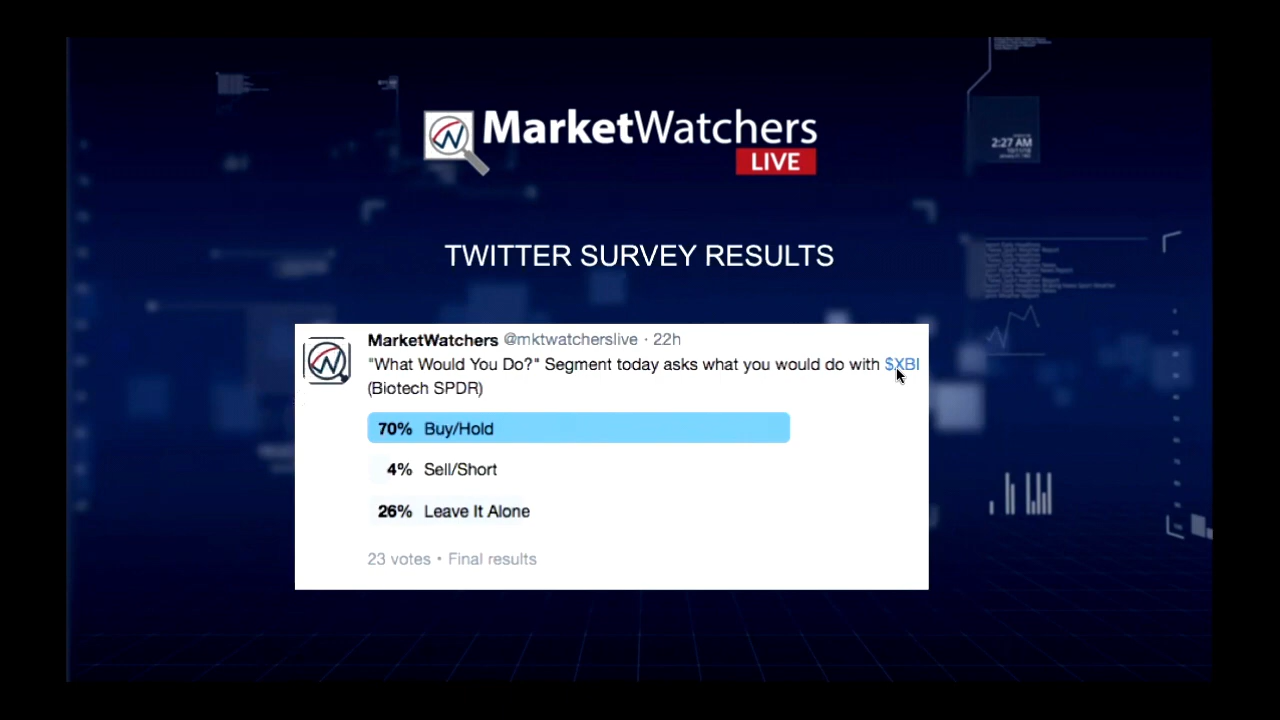 MarketWatchers
LIVE
2:27 AM
TWITTER SURVEY RESULTS
MarketWatchers @mktwatcherslive · 22h
"What Would You Do?" Segment today asks what you would do with $XBI
(Biotech SPDR)
70% Buy/Hold
4% Sell/Short
26% Leave It Alone
23 votes • Final results